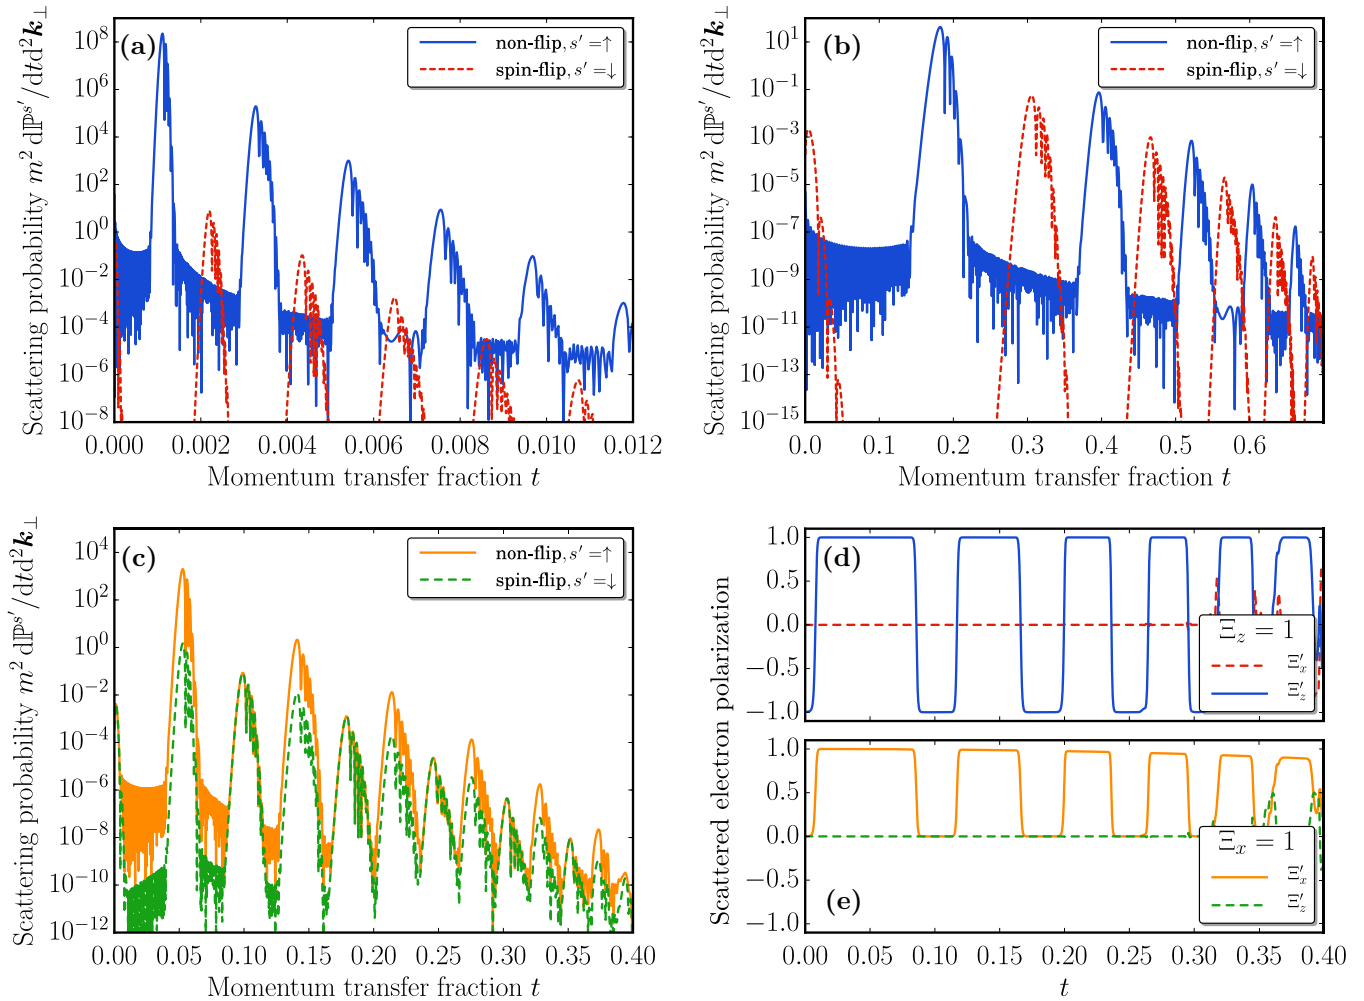 (a)
Scattering probability m² dℙ^{s′}/dtd²k_⊥
10⁸
10⁶
10⁴
10²
10⁰
10⁻²
10⁻⁴
10⁻⁶
10⁻⁸
non-flip, s′ =↑
spin-flip, s′ =↓
0.000 0.002 0.004 0.006 0.008 0.010 0.012
Momentum transfer fraction t
(b)
Scattering probability m² dℙ^{s′}/dtd²k_⊥
10¹
10⁻¹
10⁻³
10⁻⁵
10⁻⁷
10⁻⁹
10⁻¹¹
10⁻¹³
10⁻¹⁵
non-flip, s′ =↑
spin-flip, s′ =↓
0.0 0.1 0.2 0.3 0.4 0.5 0.6
Momentum transfer fraction t
(c)
Scattering probability m² dℙ^{s′}/dtd²k_⊥
10⁴
10²
10⁰
10⁻²
10⁻⁴
10⁻⁶
10⁻⁸
10⁻¹⁰
10⁻¹²
non-flip, s′ =↑
spin-flip, s′ =↓
0.00 0.05 0.10 0.15 0.20 0.25 0.30 0.35 0.40
Momentum transfer fraction t
Scattered electron polarization
(d)
1.0
0.5
0.0
−0.5
−1.0
Ξ_z = 1
Ξ′_x
Ξ′_z
1.0
0.5
0.0
−0.5
−1.0
(e)
Ξ_x = 1
Ξ′_x
Ξ′_z
0.00 0.05 0.10 0.15 0.20 0.25 0.30 0.35 0.40
t